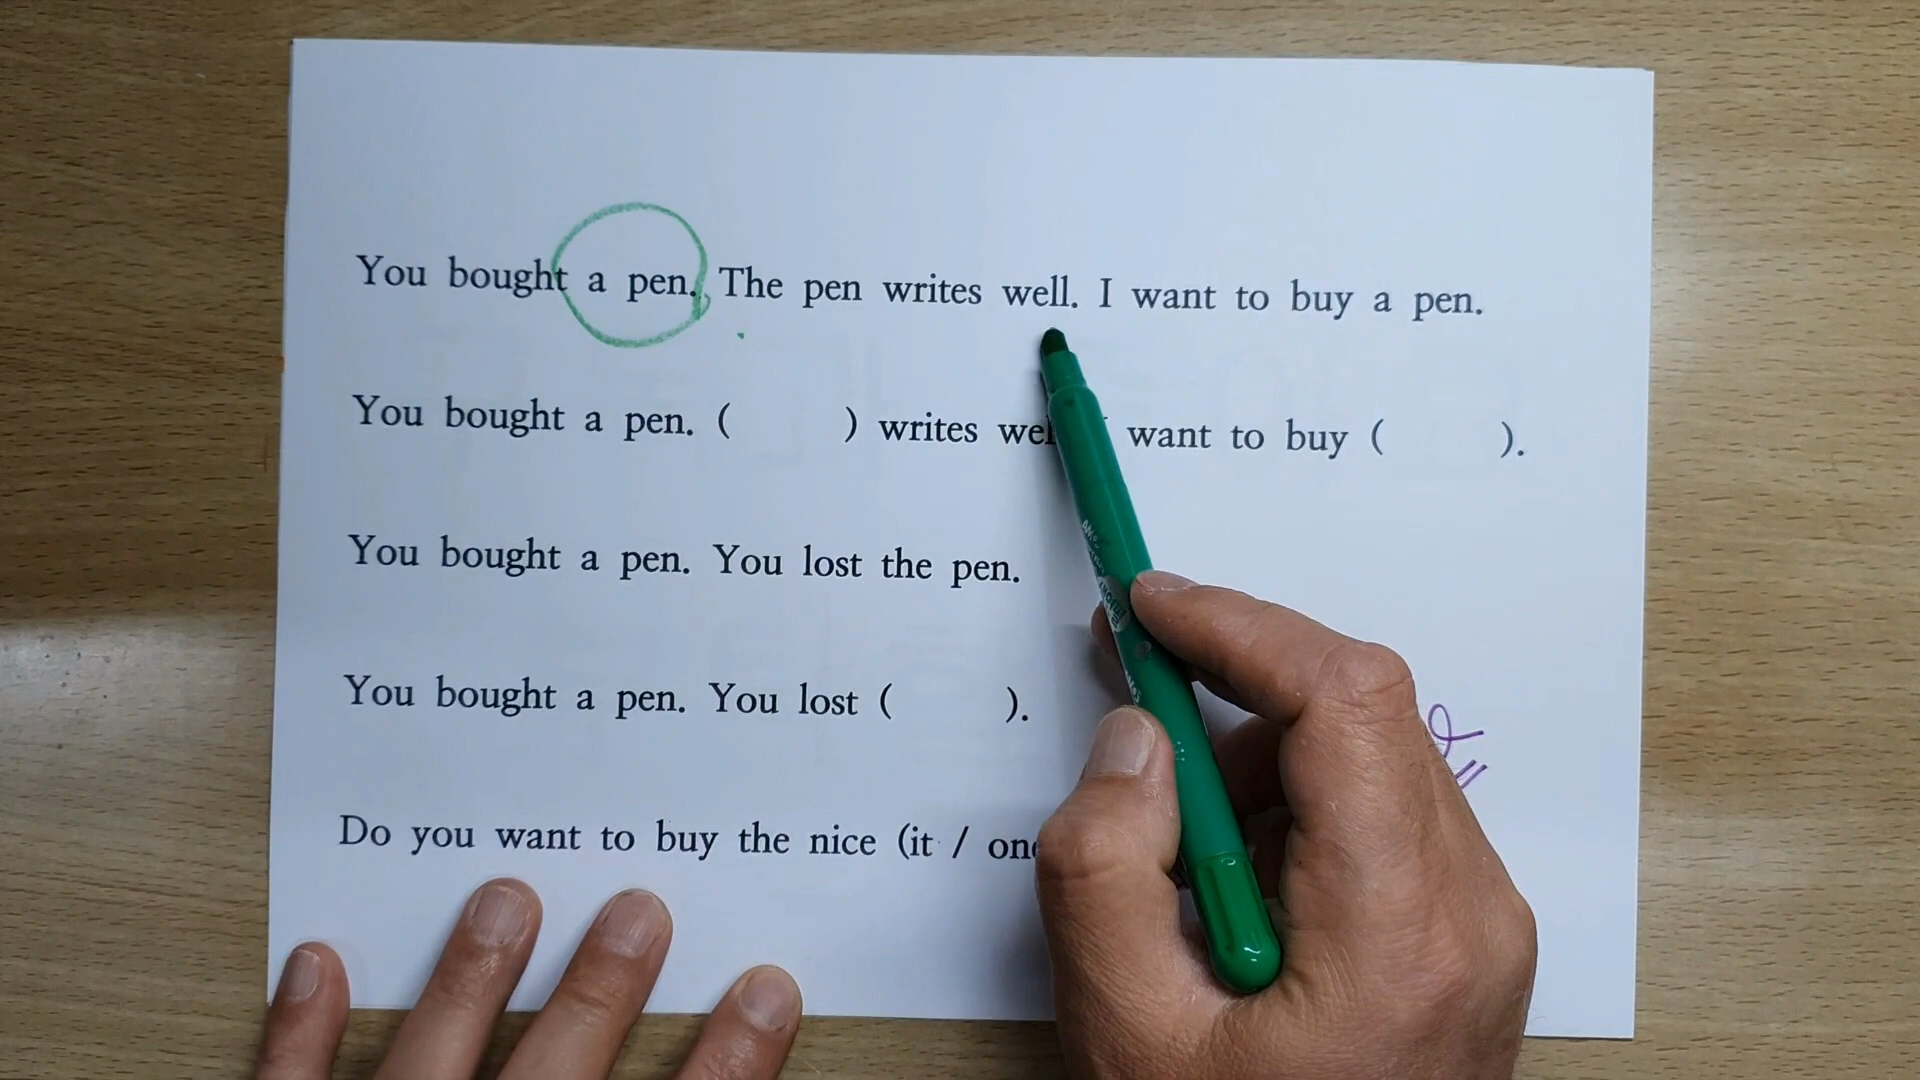 You bought a pen. The pen writes well. I want to buy a pen.
You bought a pen. ( ) writes want to buy ( ).
You bought a pen. You lost the pen.
You bought a pen. You lost ( ).
Do you want to buy the nice (it /